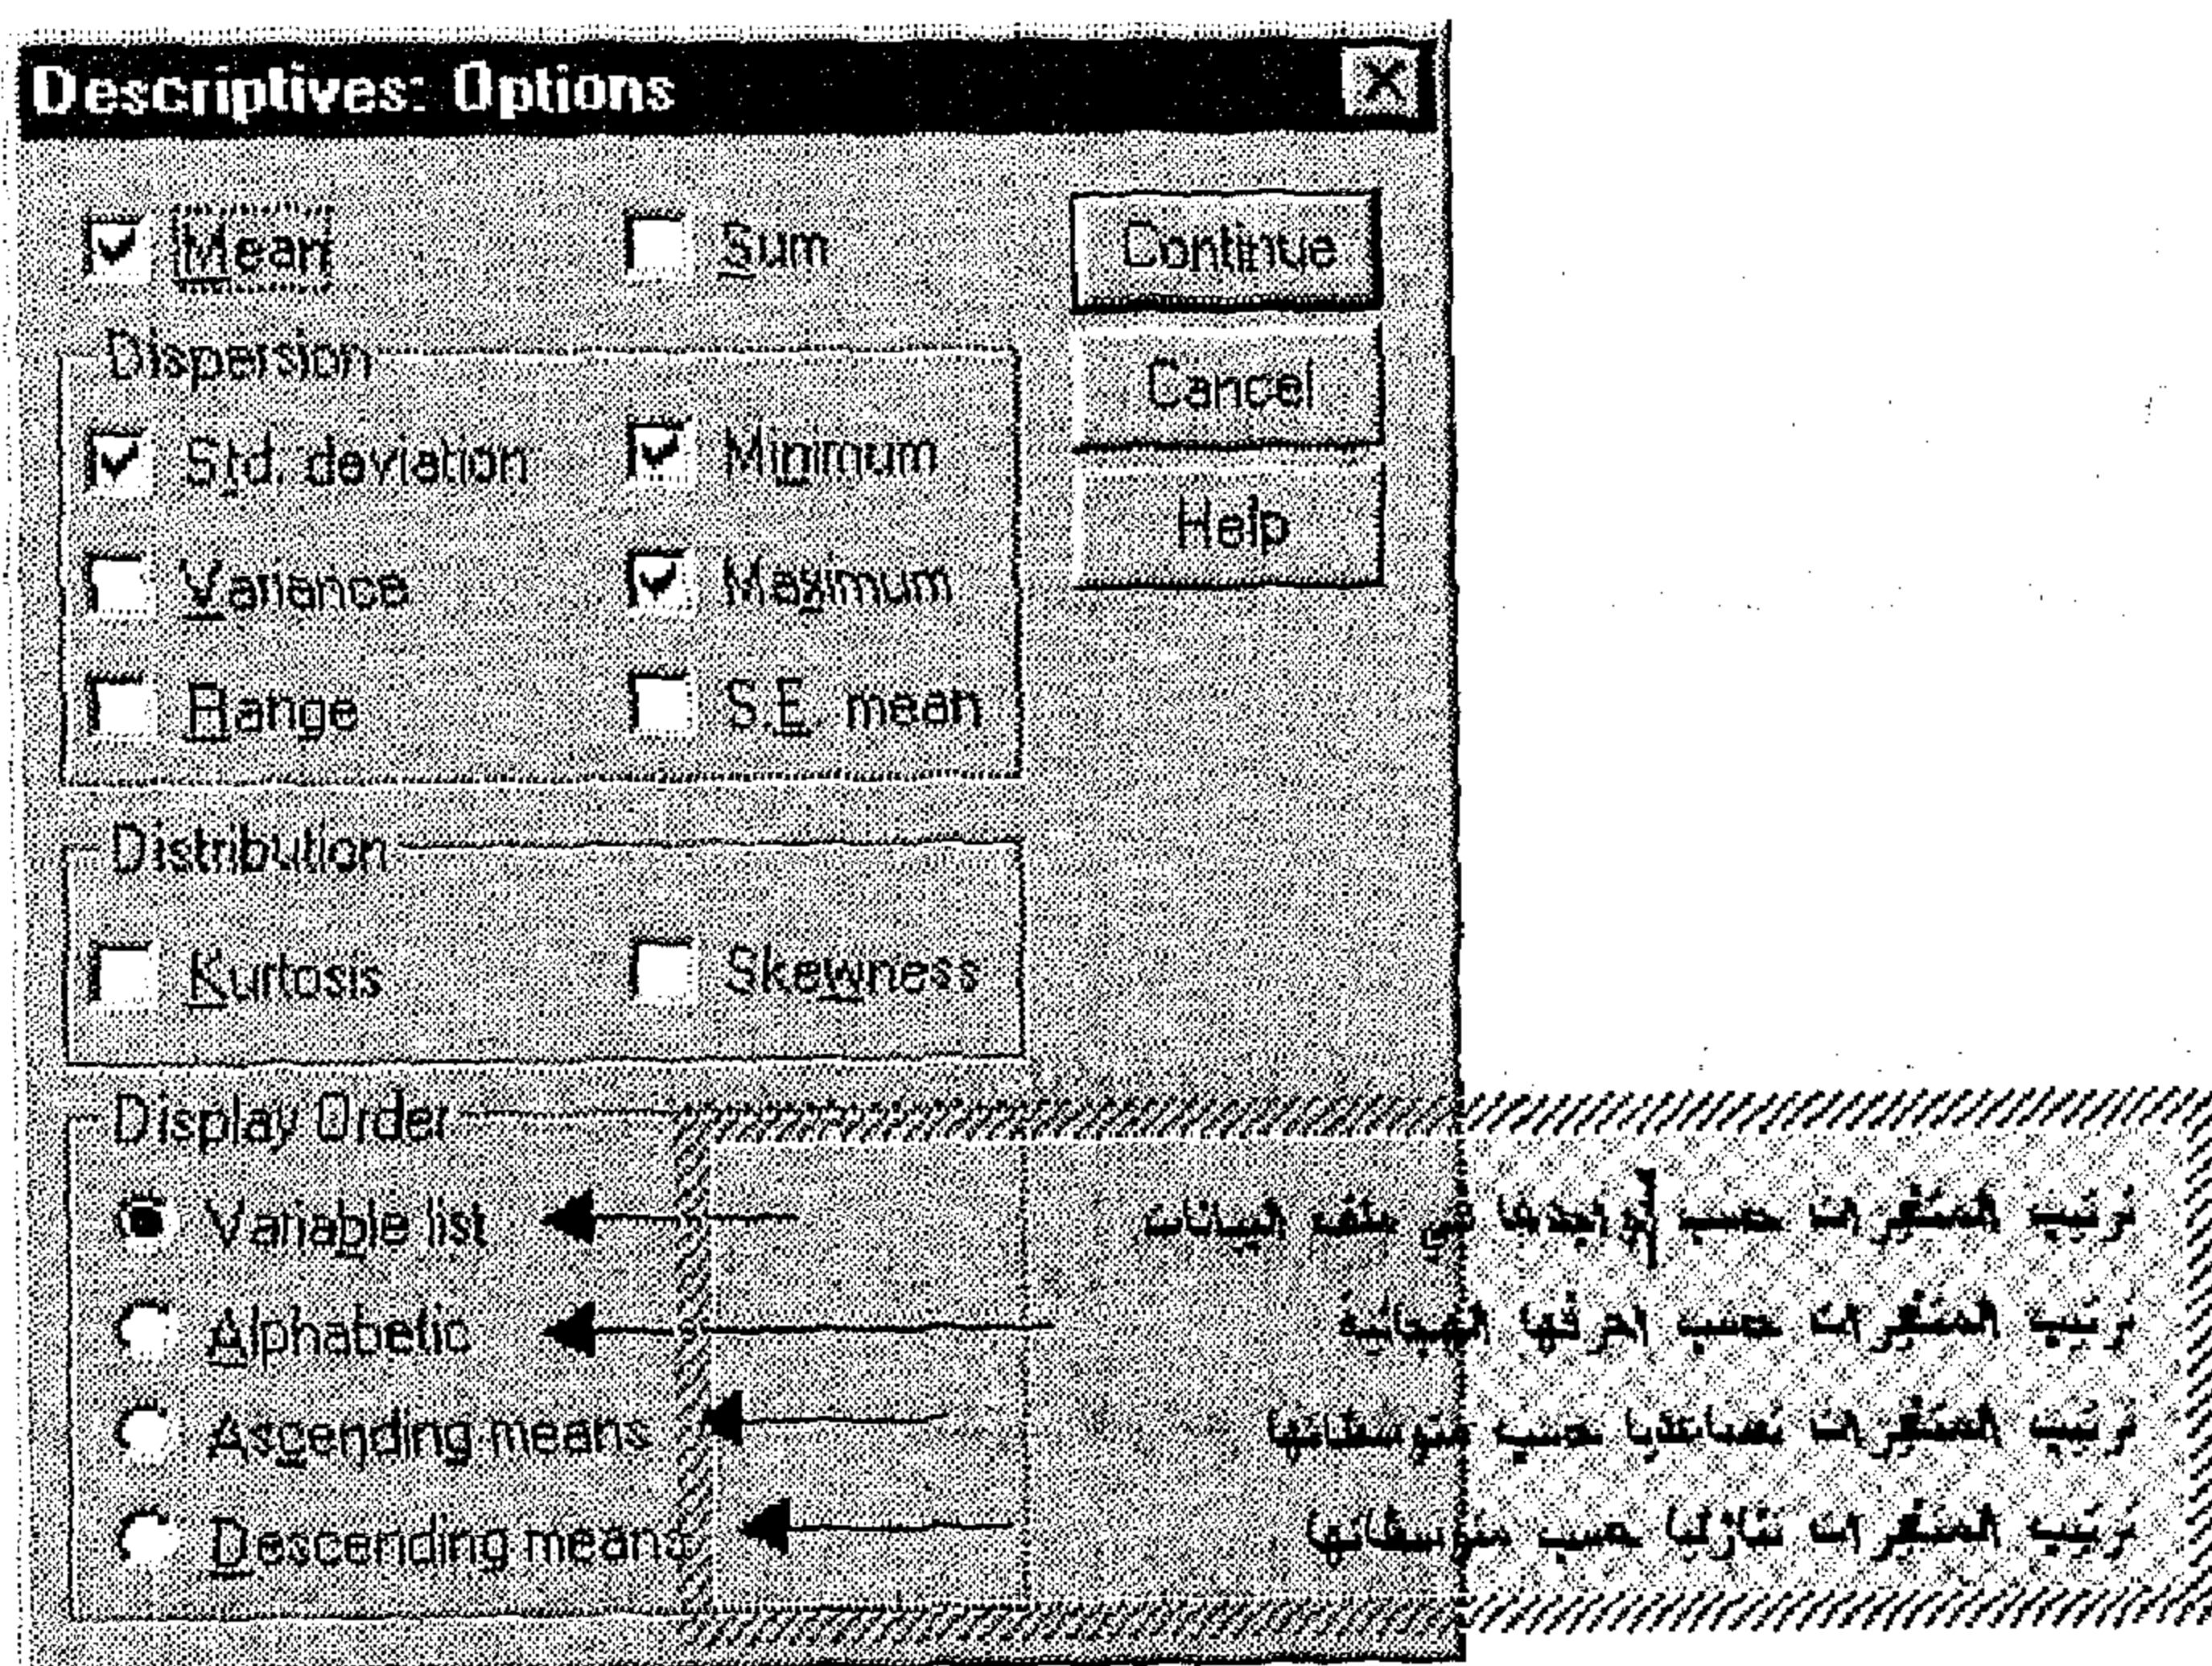 Descriptives: Options
Mean
Sum
Continue
Dispersion
Cancel
Std. deviation
Minimum
Help
Variance
Maximum
Range
S.E. mean
Distribution
Kurtosis
Skewness
Display Order
Variable list
ترتيب المتغيرات حسب تواجدها في ملف البيانات
Alphabetic
ترتيب المتغيرات حسب احرفها الهجائية
Ascending means
ترتيب المتغيرات تصاعديا حسب متوسطاتها
Descending means
ترتيب المتغيرات تنازليا حسب متوسطاتها